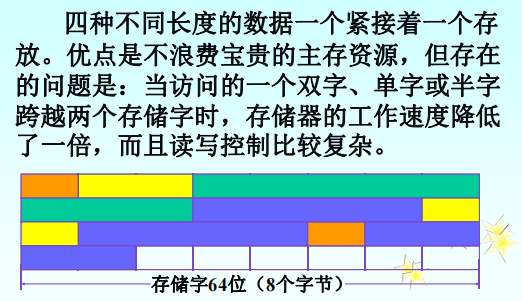 四种不同长度的数据一个紧接着一个存
放。优点是不浪费宝贵的主存资源，但存在
的问题是：当访问的一个双字、单字或半字
跨越两个存储字时，存储器的工作速度降低
了一倍，而且读写控制比较复杂。
存储字64位（8个字节）